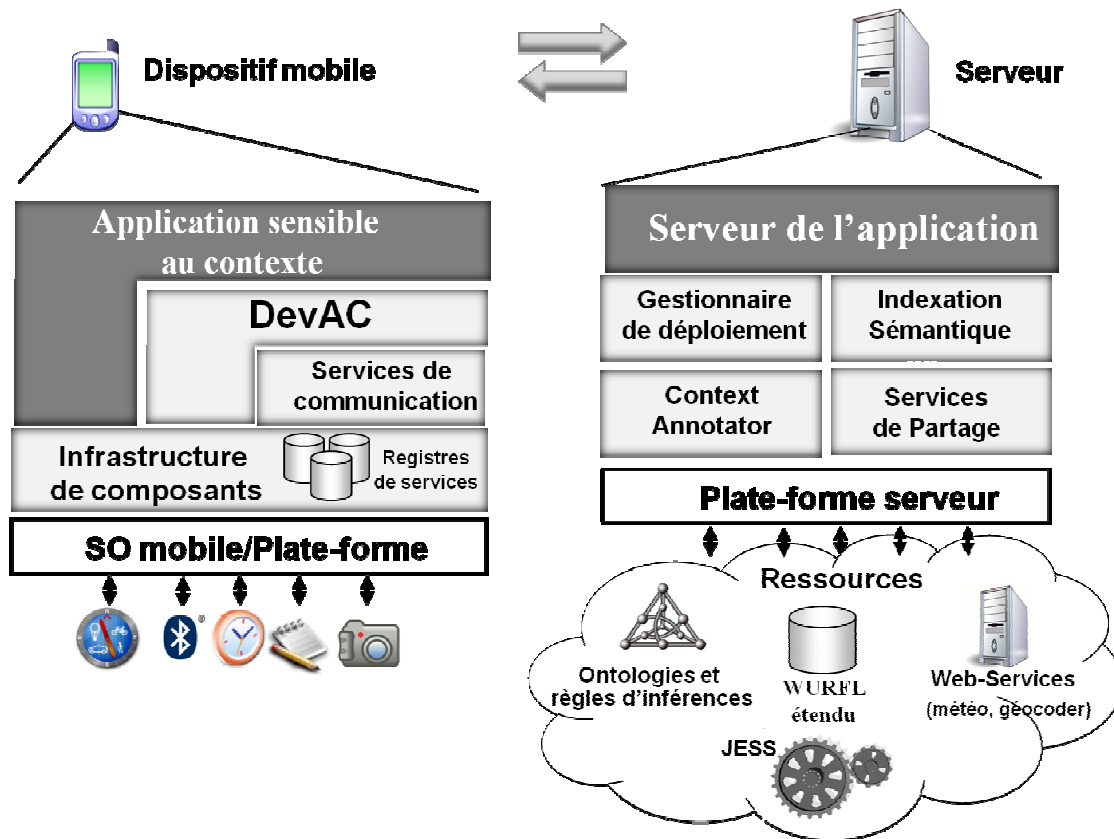 Dispositif mobile
Serveur
Application sensible
au contexte
DevAC
Services de
communication
Infrastructure
de composants
Registres
de services
SO mobile/Plate-forme
®
Serveur de l’application
Gestionnaire
de déploiement
Indexation
Sémantique
Context
Annotator
Services
de Partage
Plate-forme serveur
Ressources
Ontologies et
règles d’inférences
WURFL
étendu
Web-Services
(météo, géocoder)
JESS